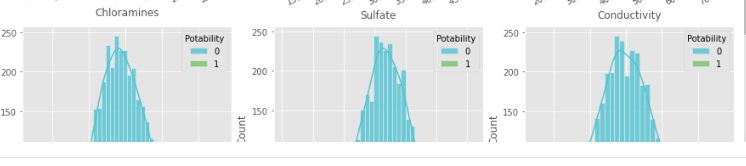 Chloramines
Sulfate
Conductivity
250
200
150
Potability
0
1
250
200
150
Count
Potability
0
1
250
200
150
Count
Potability
0
1